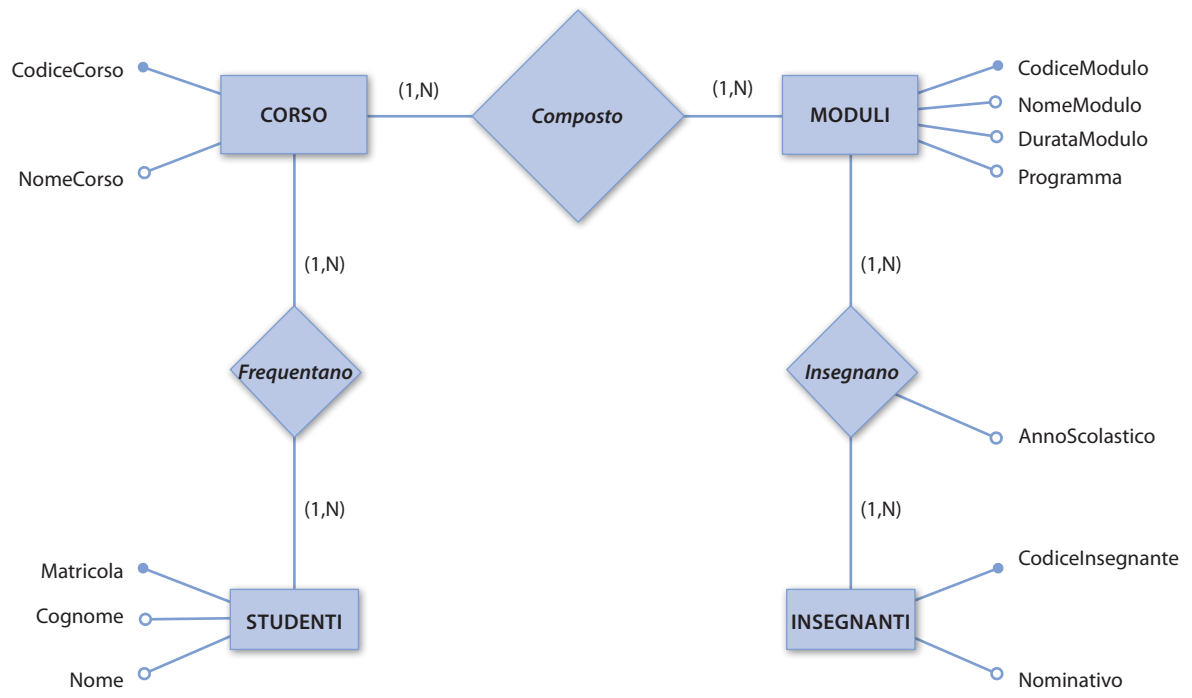 CodiceCorso
NomeCorso
CORSO
(1,N)
Composto
(1,N)
MODULI
CodiceModulo
NomeModulo
DurataModulo
Programma
(1,N)
(1,N)
Frequentano
Insegnano
AnnoScolastico
(1,N)
(1,N)
Matricola
Cognome
Nome
STUDENTI
INSEGNANTI
CodiceInsegnante
Nominativo